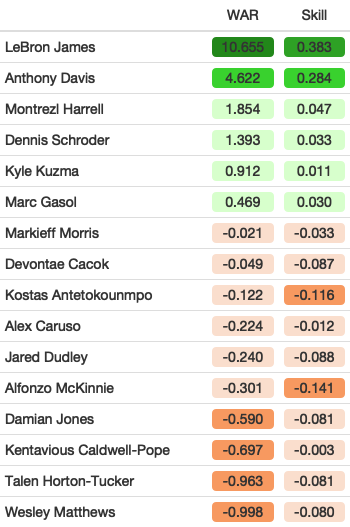 WAR Skill
LeBron James 10.655 0.383
Anthony Davis 4.622 0.284
Montrezl Harrell 1.854 0.047
Dennis Schroder 1.393 0.033
Kyle Kuzma 0.912 0.011
Marc Gasol 0.469 0.030
Markieff Morris -0.021 -0.033
Devontae Cacok -0.049 -0.087
Kostas Antetokounmpo -0.122 -0.116
Alex Caruso -0.224 -0.012
Jared Dudley -0.240 -0.088
Alfonzo McKinnie -0.301 -0.141
Damian Jones -0.590 -0.081
Kentavious Caldwell-Pope -0.697 -0.003
Talen Horton-Tucker -0.963 -0.081
Wesley Matthews -0.998 -0.080